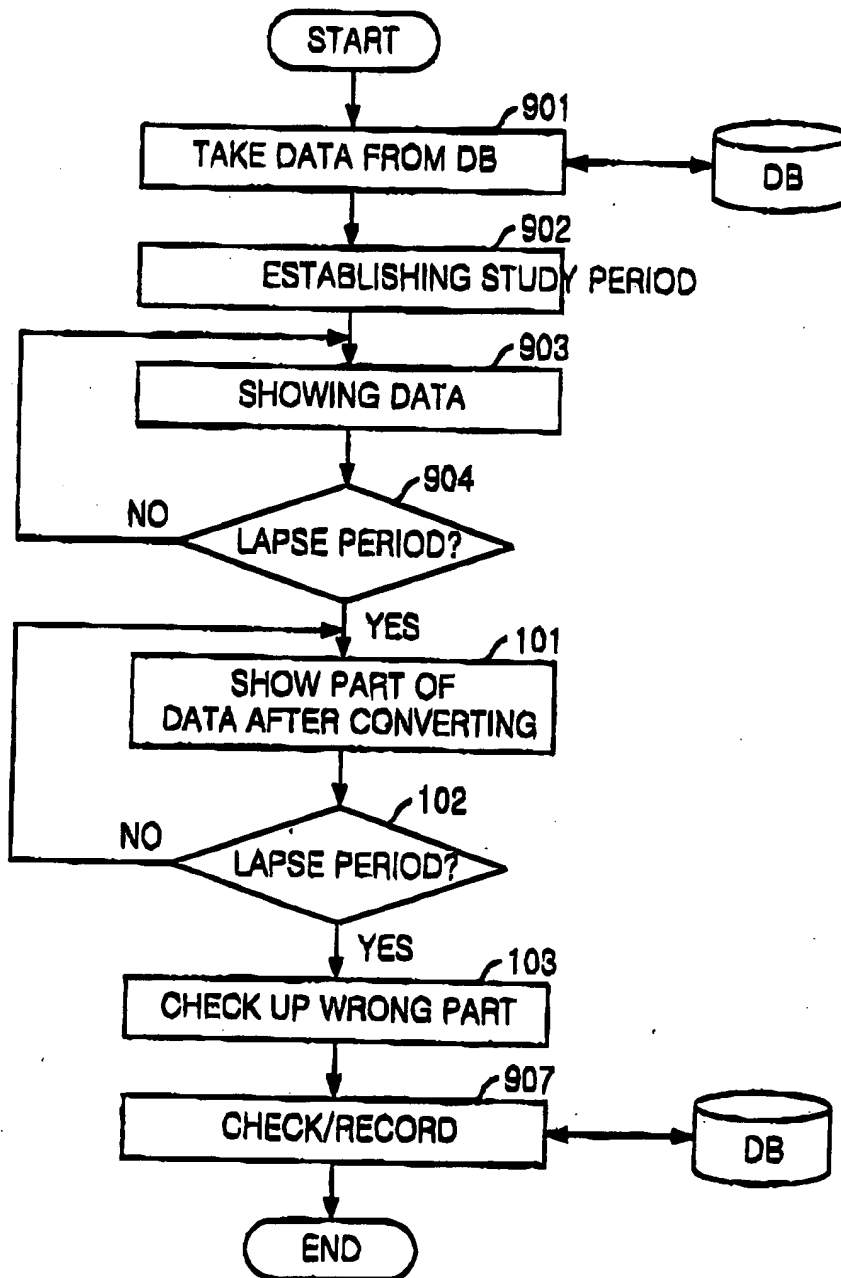 START
901
TAKE DATA FROM DB
DB
902
ESTABLISHING STUDY PERIOD
903
SHOWING DATA
904
NO
LAPSE PERIOD?
YES
101
SHOW PART OF
DATA AFTER CONVERTING
102
NO
LAPSE PERIOD?
YES
103
CHECK UP WRONG PART
907
CHECK/RECORD
DB
END